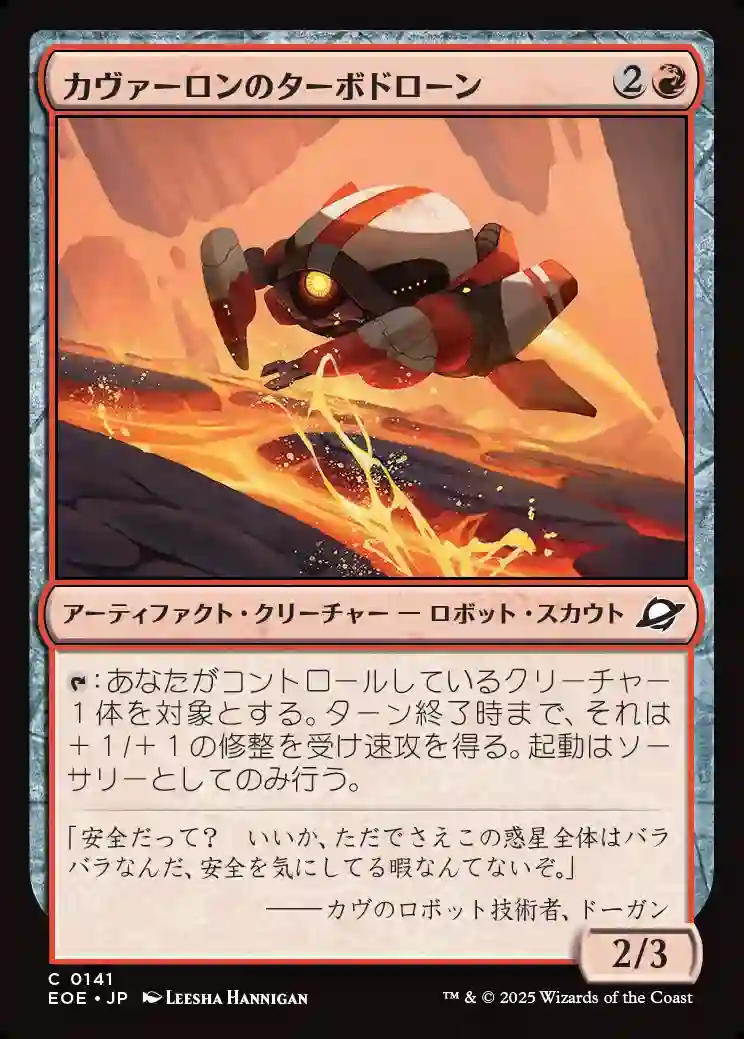 カヴァーロンのターボドローン 2
アーティファクト・クリーチャー — ロボット・スカウト
:あなたがコントロールしているクリーチャー
1体を対象とする。ターン終了時まで、それは
+1/+1の修整を受け速攻を得る。起動はソー
サリーとしてのみ行う。
「安全だって? いいか、ただでさえこの惑星全体はバラ
バラなんだ、安全を気にしてる暇なんてないぞ。」
――カヴのロボット技術者、ドーガン
2/3
C 0141
EOE • JP LEESHA HANNIGAN
™ & © 2025 Wizards of the Coast